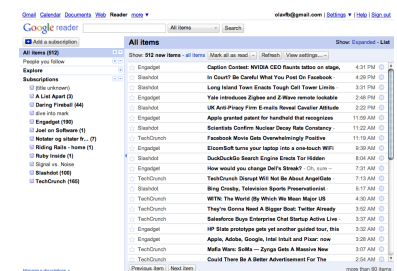 Gmail Calendar Documents Web Reader more ▼ olavfb@gmail.com | Settings ▼ | Help | Sign out
Google reader All items Search
Add a subscription All items Show: Expanded - List
All items (512) Show: 512 new items - all items Mark all as read Refresh View settings...
People you follow Engadget Caption Contest: NVIDIA CEO flaunts tattoo on stage, 4:31 PM
Explore Slashdot In Court? Be Careful What You Post On Facebook - 4:29 PM
Subscriptions Slashdot Long Island Town Enacts Tough Cell Tower Limits - 3:31 PM
(title unknown) Engadget Yale introduces Zigbee and Z-Wave remote lockable 2:48 PM
A List Apart (3) Slashdot UK Anti-Piracy Firm E-mails Reveal Cavalier Attitude 2:22 PM
Daring Fireball (44) Engadget Apple granted patent for handheld that recognizes 11:59 AM
dive into mark Slashdot Scientists Confirm Nuclear Decay Rate Constancy - 11:22 AM
Engadget (190) TechCrunch Facebook Movie Gets Overwhelmingly Positive 11:19 AM
Joel on Software (1) Engadget ElcomSoft turns your laptop into a one-touch WiFi 9:39 AM
Notater og sitater fr... (7) Slashdot DuckDuckGo Search Engine Erects Tor Hidden 8:04 AM
Riding Rails - home (1) Engadget How would you change Dell's Streak? - Oh, sure – 7:31 AM
Ruby Inside (1) TechCrunch TechCrunch Disrupt Will Not Be About AngelGate - 7:13 AM
Signal vs. Noise Slashdot Bing Crosby, Television Sports Preservationist - 5:17 AM
Slashdot (100) TechCrunch WITN: The World (By Which We Mean Major US 4:30 AM
TechCrunch (165) TechCrunch They're Gonna Need A Bigger Boat: Twitter Already 3:52 AM
TechCrunch Salesforce Buys Enterprise Chat Startup Activa Live - 3:37 AM
Engadget HP Slate prototype gets yet another guided tour, this 3:32 AM
Engadget Apple, Adobe, Google, Intel Intuit and Pixar: now 3:28 AM
TechCrunch Mafia Wars: SoMa — Zynga Gets A Massive New 3:07 AM
TechCrunch Could There Be A Better Advertisement For The 2:54 AM
Previous item Next item more than 60 items